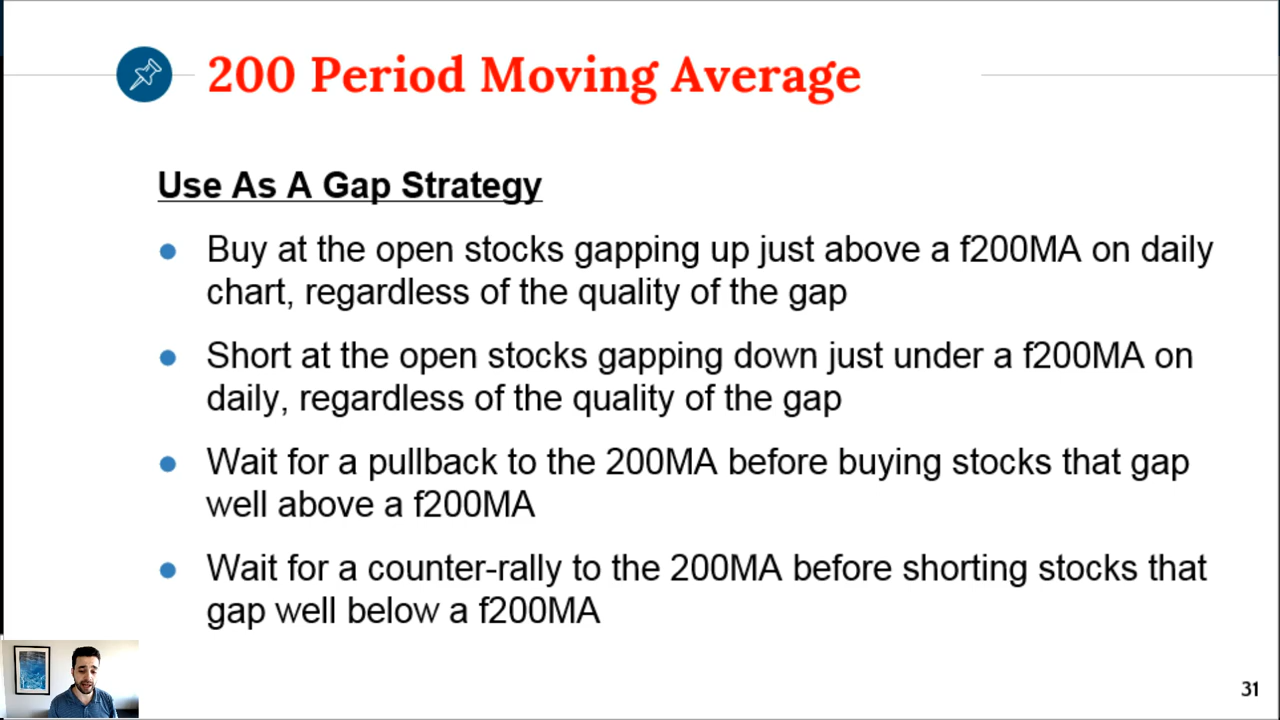 200 Period Moving Average
Use As A Gap Strategy
Buy at the open stocks gapping up just above a f200MA on daily
chart, regardless of the quality of the gap
Short at the open stocks gapping down just under a f200MA on
daily, regardless of the quality of the gap
Wait for a pullback to the 200MA before buying stocks that gap
well above a f200MA
Wait for a counter-rally to the 200MA before shorting stocks that
gap well below a f200MA
31